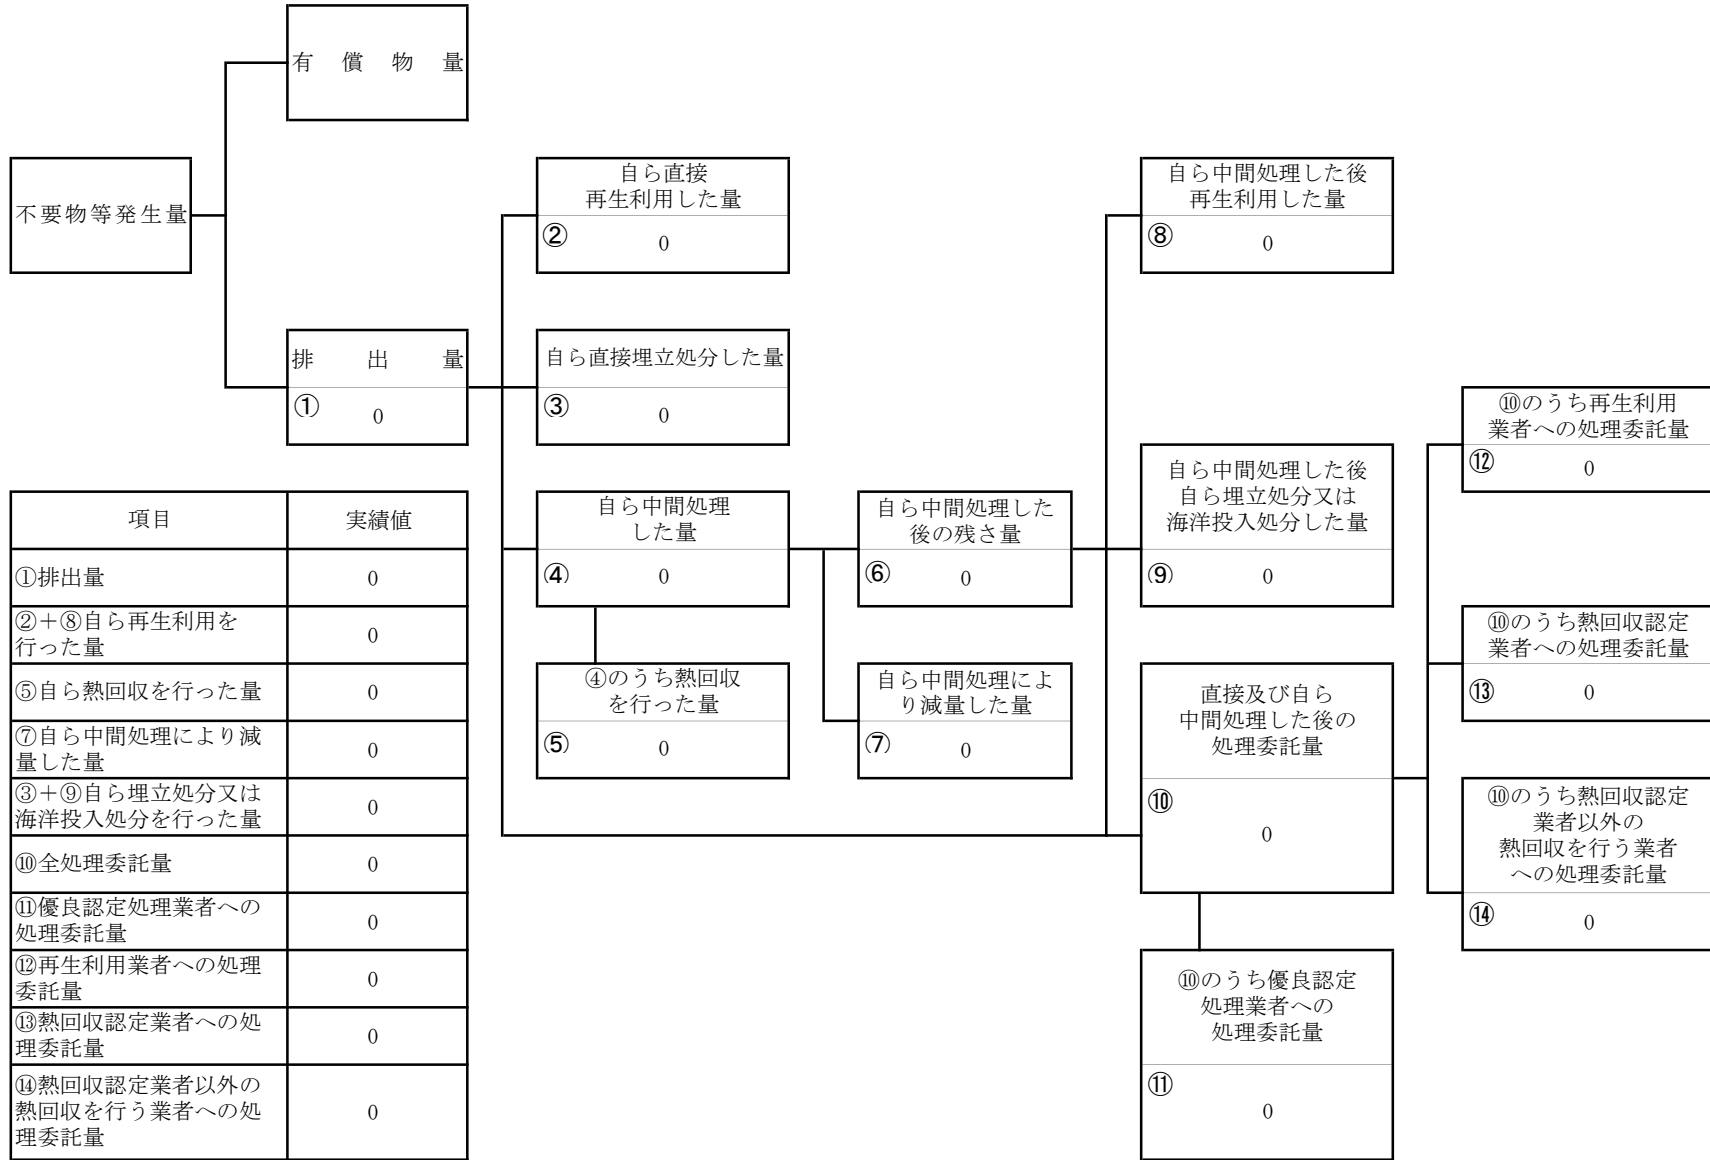 有償物量
不要物等発生量
排出量
①
0
自ら直接
再生利用した量
②
0
自ら直接埋立処分した量
③
0
自ら中間処理
した量
④
0
④のうち熱回収
を行った量
⑤
0
自ら中間処理した
後の残さ量
⑥
0
自ら中間処理によ
り減量した量
⑦
0
自ら中間処理した後
再生利用した量
⑧
0
自ら中間処理した後
自ら埋立処分又は
海洋投入処分した量
⑨
0
直接及び自ら
中間処理した後の
処理委託量
⑩
0
⑩のうち優良認定
処理業者への
処理委託量
⑪
0
⑩のうち再生利用
業者への処理委託量
⑫
0
⑩のうち熱回収認定
業者への処理委託量
⑬
0
⑩のうち熱回収認定
業者以外の
熱回収を行う業者
への処理委託量
⑭
0
項目 実績値
①排出量 0
②+⑧自ら再生利用を
行った量 0
⑤自ら熱回収を行った量 0
⑦自ら中間処理により減
量した量 0
③+⑨自ら埋立処分又は
海洋投入処分を行った量 0
⑩全処理委託量 0
⑪優良認定処理業者への
処理委託量 0
⑫再生利用業者への処理
委託量 0
⑬熱回収認定業者への処
理委託量 0
⑭熱回収認定業者以外の
熱回収を行う業者への処 0
理委託量